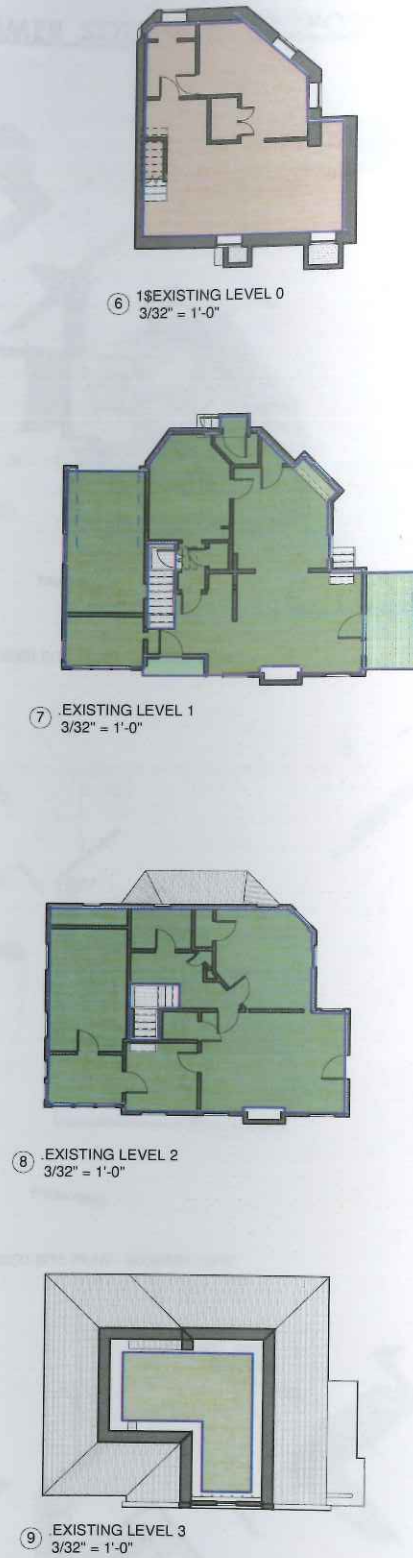 6 1$EXISTING LEVEL 0
3/32" = 1'-0"
7 .EXISTING LEVEL 1
3/32" = 1'-0"
8 .EXISTING LEVEL 2
3/32" = 1'-0"
9 .EXISTING LEVEL 3
3/32" = 1'-0"